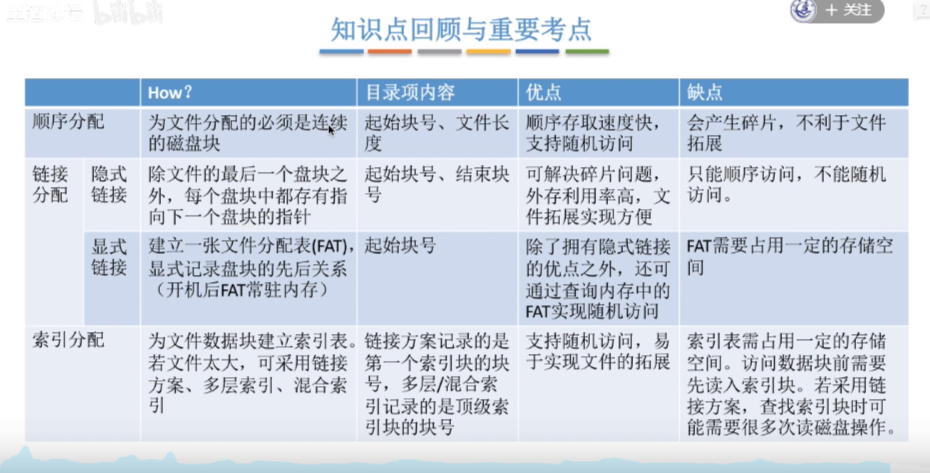 bilibili
+ 关注
知识点回顾与重要考点
How？
目录项内容
优点
缺点
顺序分配
为文件分配的必须是连续
的磁盘块
起始块号、文件长
度
顺序存取速度快，
支持随机访问
会产生碎片，不利于文件
拓展
链接
分配
隐式
链接
除文件的最后一个盘块之
外，每个盘块中都存有指
向下一个盘块的指针
起始块号、结束块
号
可解决碎片问题，
外存利用率高，文
件拓展实现方便
只能顺序访问，不能随机
访问。
显式
链接
建立一张文件分配表(FAT)，
显式记录盘块的先后关系
（开机后FAT常驻内存）
起始块号
除了拥有隐式链接
的优点之外，还可
通过查询内存中的
FAT实现随机访问
FAT需要占用一定的存储空
间
索引分配
为文件数据块建立索引表。
若文件太大，可采用链接
方案、多层索引、混合索
引
链接方案记录的是
第一个索引块的块
号，多层/混合索
引记录的是顶级索
引块的块号
支持随机访问，易
于实现文件的拓展
索引表需占用一定的存储
空间。访问数据块前需要
先读入索引块。若采用链
接方案，查找索引块时可
能需要很多次读磁盘操作。